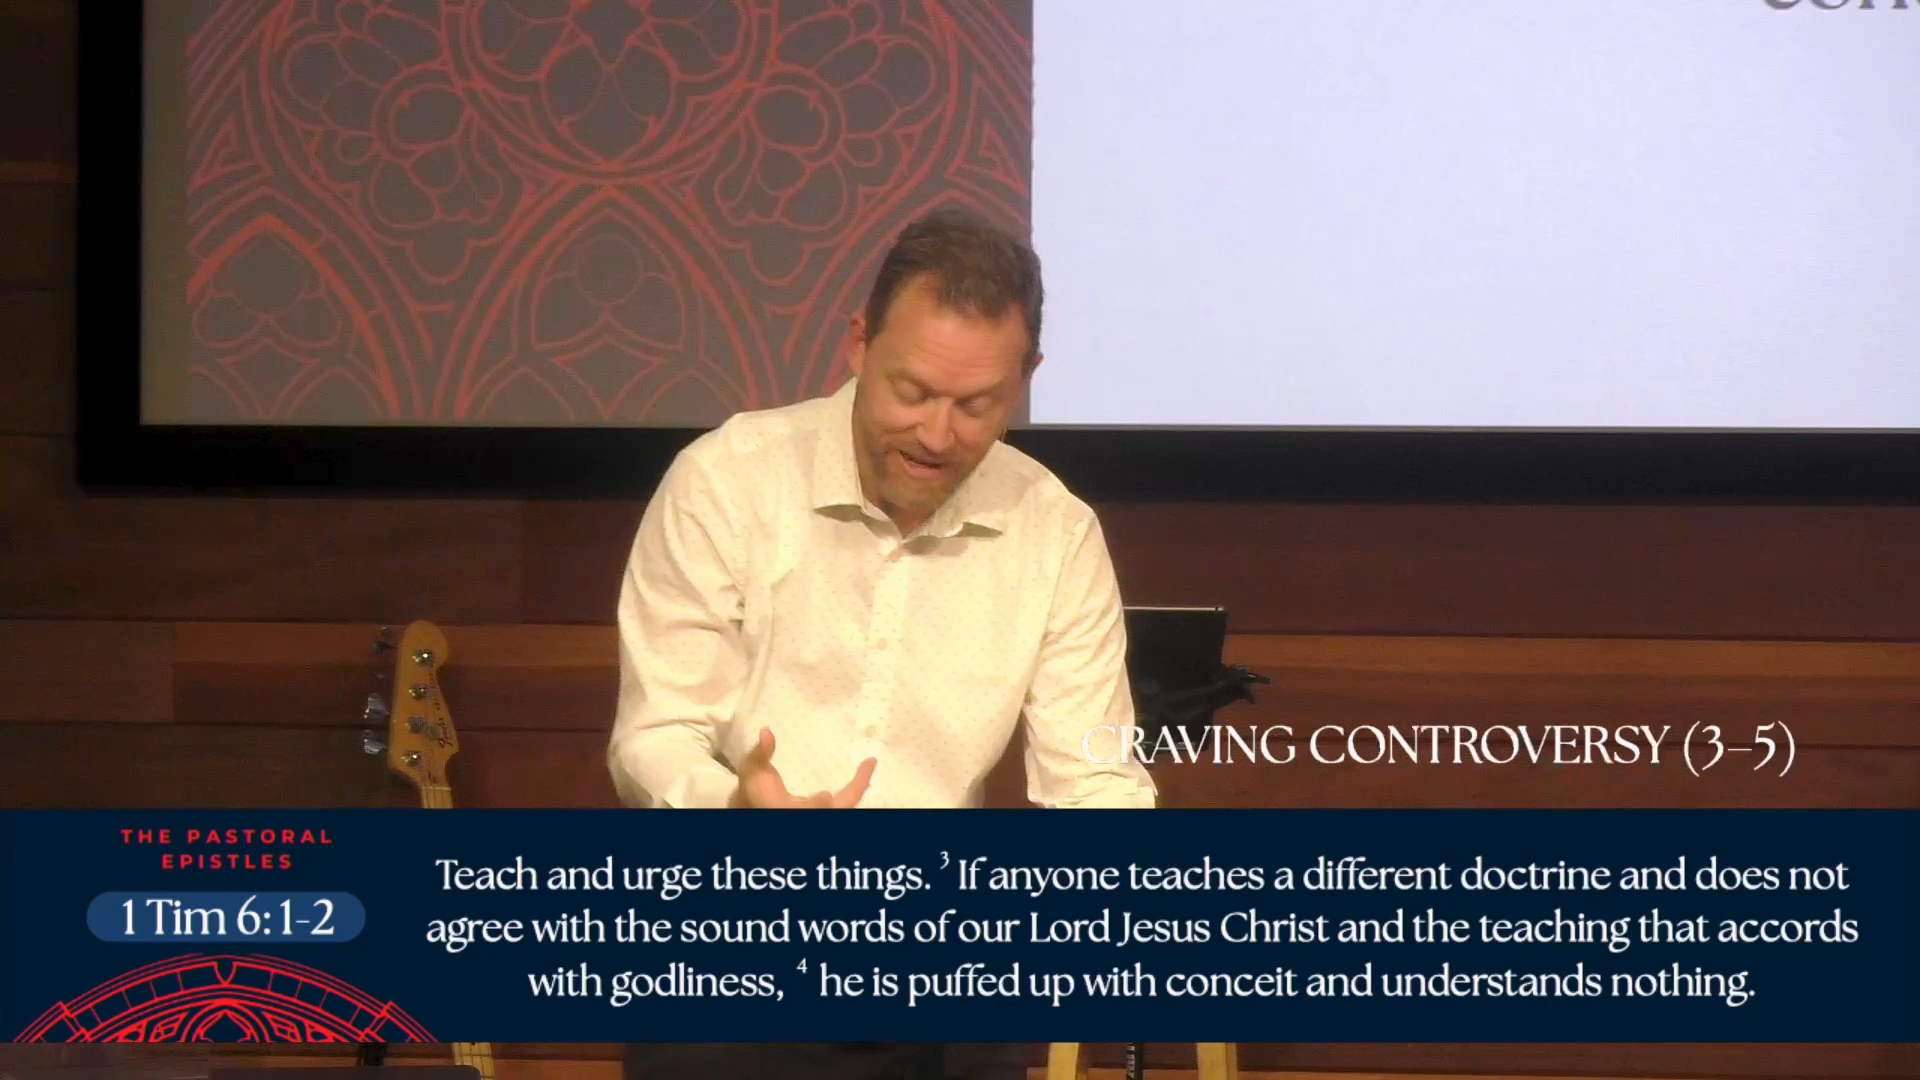 CRAVING CONTROVERSY (3–5)
THE PASTORAL
EPISTLES
1 Tim 6:1-2
Teach and urge these things. ³ If anyone teaches a different doctrine and does not
agree with the sound words of our Lord Jesus Christ and the teaching that accords
with godliness, ⁴ he is puffed up with conceit and understands nothing.